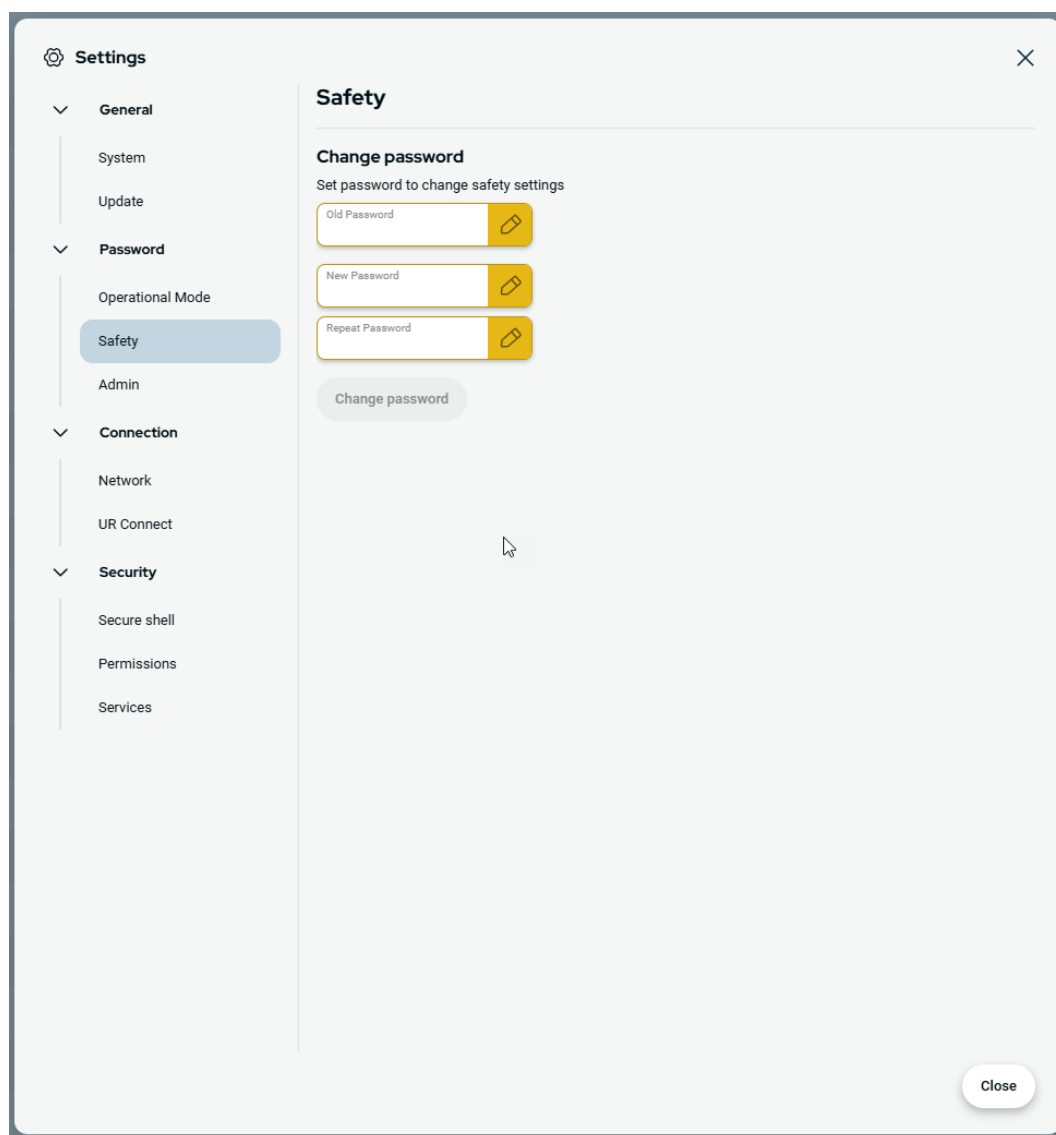 Settings
General
System
Update
Password
Operational Mode
Safety
Admin
Connection
Network
UR Connect
Security
Secure shell
Permissions
Services
Safety
Change password
Set password to change safety settings
Old Password
New Password
Repeat Password
Change password
Close